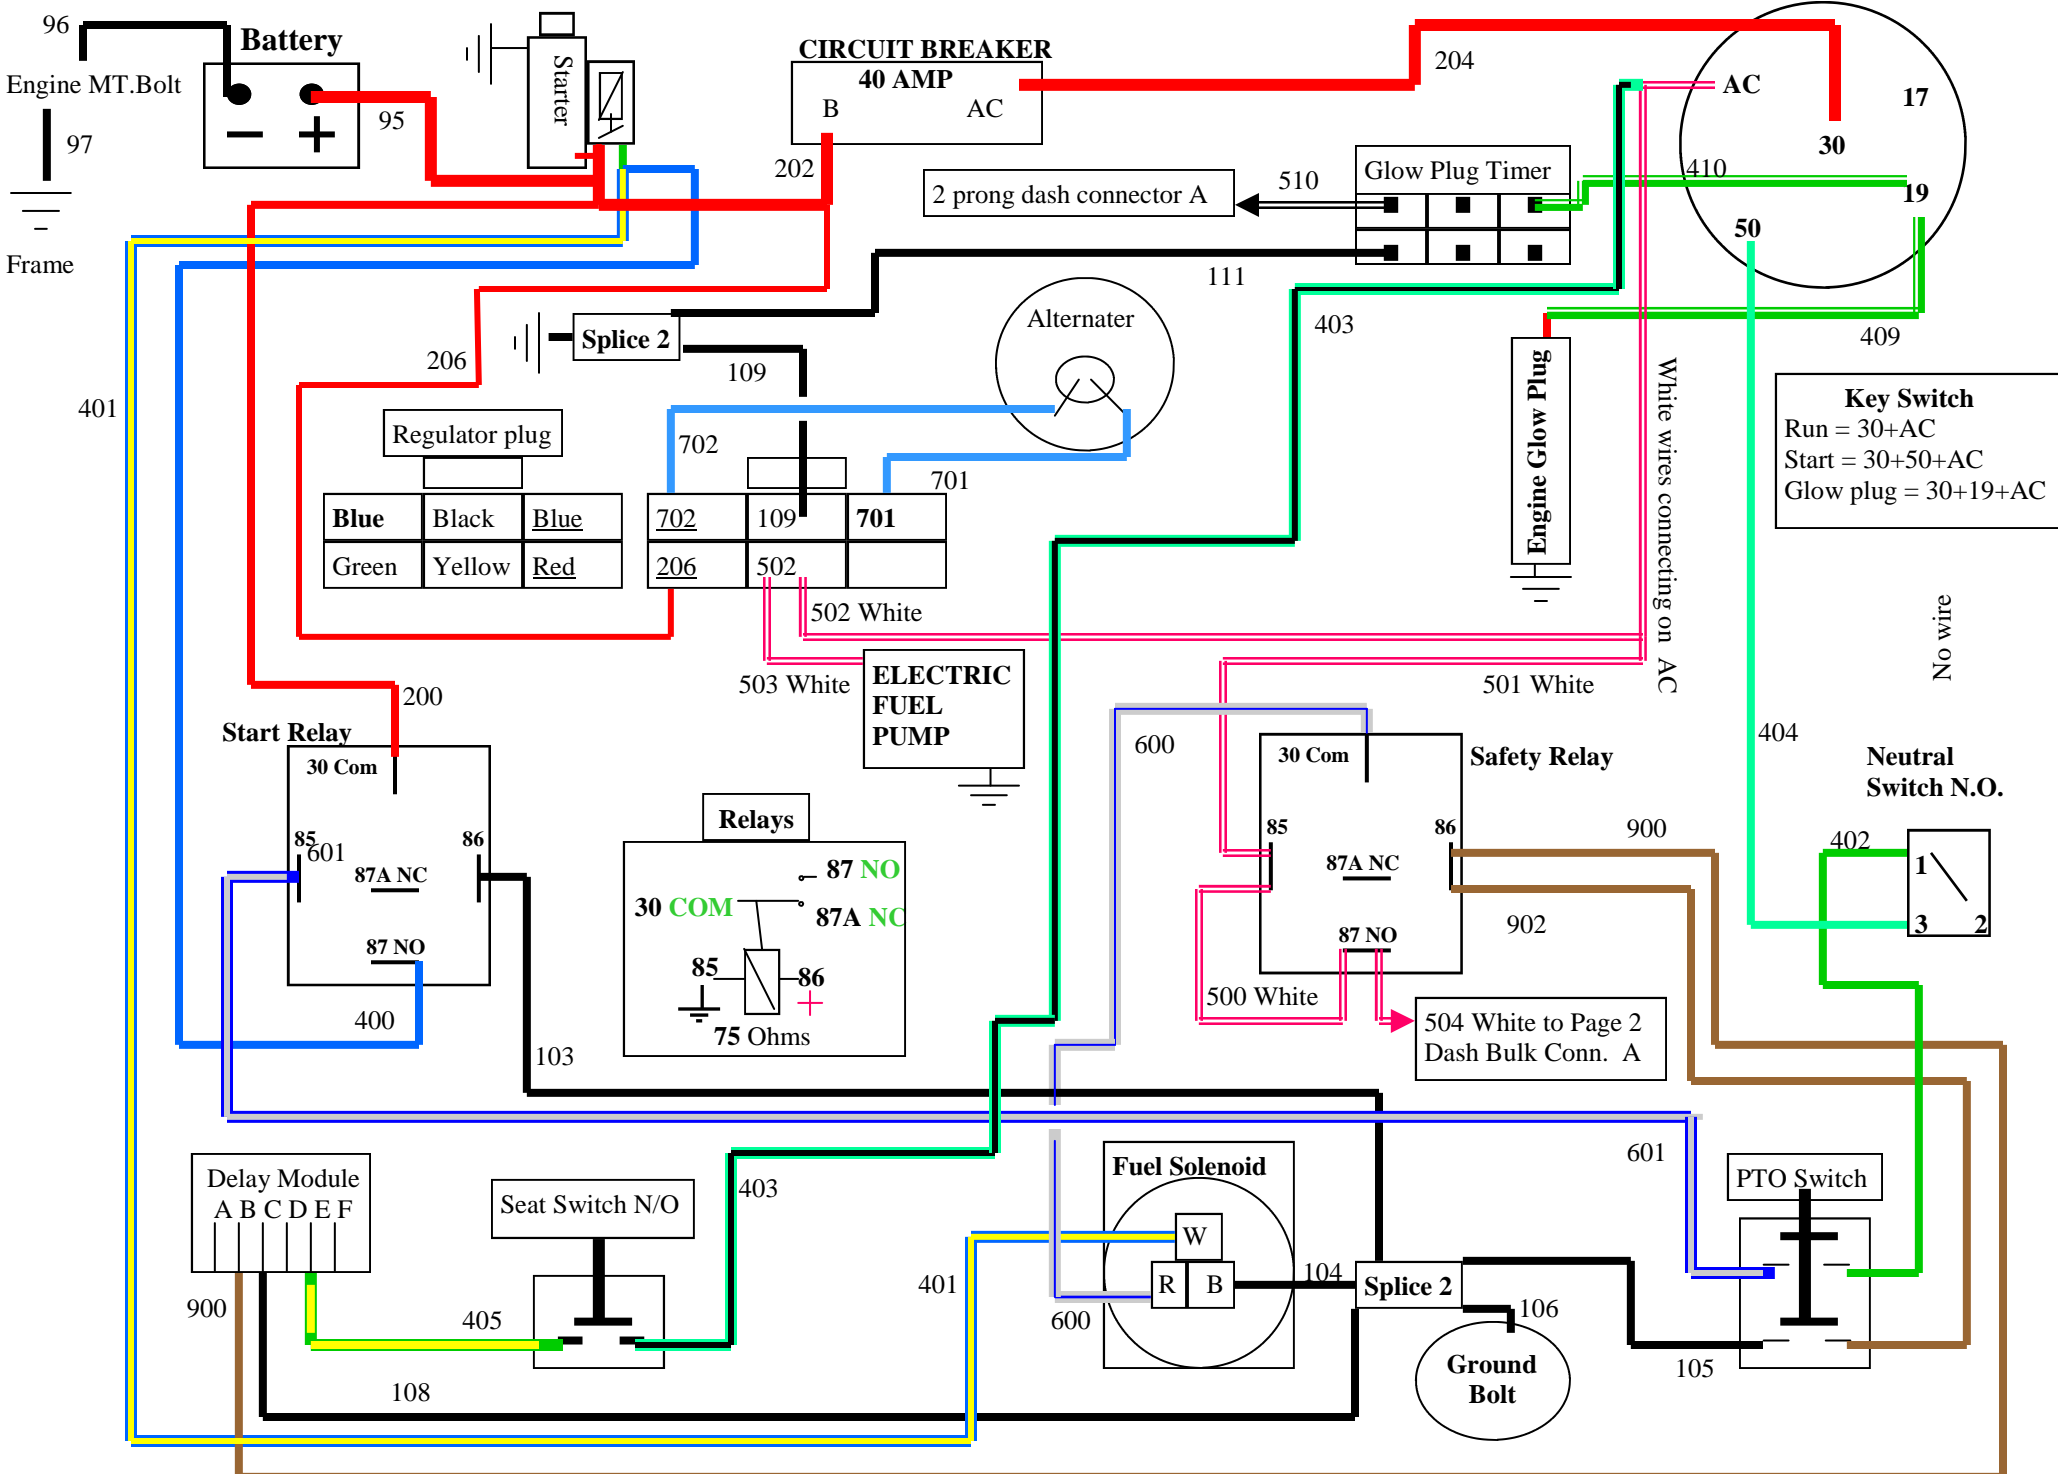 96
Battery
Engine MT.Bolt
95
97
Frame
Starter
CIRCUIT BREAKER
40 AMP
B
AC
202
204
AC
17
30
19
50
2 prong dash connector A
510
Glow Plug Timer
410
111
403
409
Splice 2
109
206
Alternater
401
Regulator plug
702
701
Blue
Black
Blue
Green
Yellow
Red
702
109
701
206
502
502 White
503 White
ELECTRIC
FUEL
PUMP
Engine Glow Plug
White wires connecting on AC
Key Switch
Run = 30+AC
Start = 30+50+AC
Glow plug = 30+19+AC
No wire
501 White
404
200
Start Relay
30 Com
85
601
86
87A NC
87 NO
400
103
Relays
87 NO
30 COM
87A NC
85
86
75 Ohms
600
30 Com
Safety Relay
85
86
87A NC
87 NO
900
902
500 White
504 White to Page 2
Dash Bulk Conn. A
Neutral
Switch N.O.
402
1
3
2
Delay Module
A B C D E F
900
405
Seat Switch N/O
403
108
401
Fuel Solenoid
W
R
B
600
104
Splice 2
106
Ground
Bolt
601
PTO Switch
105